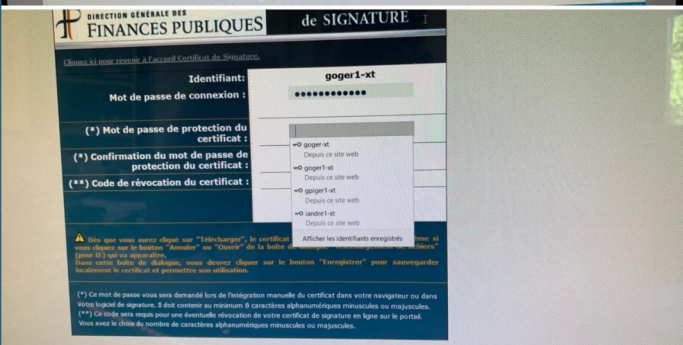 DIRECTION GÉNÉRALE DES
FINANCES PUBLIQUES
de SIGNATURE
Cliquez ici pour revenir à l'accueil Certificat de Signature.
Identifiant:
goger1-xt
Mot de passe de connexion :
••••••••••••
(*) Mot de passe de protection du
certificat :
goger-xt
Depuis ce site web
(*) Confirmation du mot de passe de
protection du certificat :
goger1-xt
Depuis ce site web
(**) Code de révocation du certificat :
gpiger1-xt
Depuis ce site web
iandre1-xt
Depuis ce site web
Afficher les identifiants enregistrés
Dès que vous aurez cliqué sur "Télécharger", le certificat
même si
vous cliquez sur le bouton "Annuler" ou "Ouvrir" de la boîte de
(pour IE) qui va apparaître.
Dans cette boîte de dialogue, vous devrez cliquer sur le bouton "Enregistrer" pour sauvegarder
localement le certificat et permettre son utilisation.
(*) Ce mot de passe vous sera demandé lors de l'intégration manuelle du certificat dans votre navigateur ou dans
votre logiciel de signature. Il doit contenir au minimum 8 caractères alphanumériques minuscules ou majuscules.
(**) Ce code sera requis pour une éventuelle révocation de votre certificat de signature en ligne sur le portail.
Vous avez le choix du nombre de caractères alphanumériques minuscules ou majuscules.